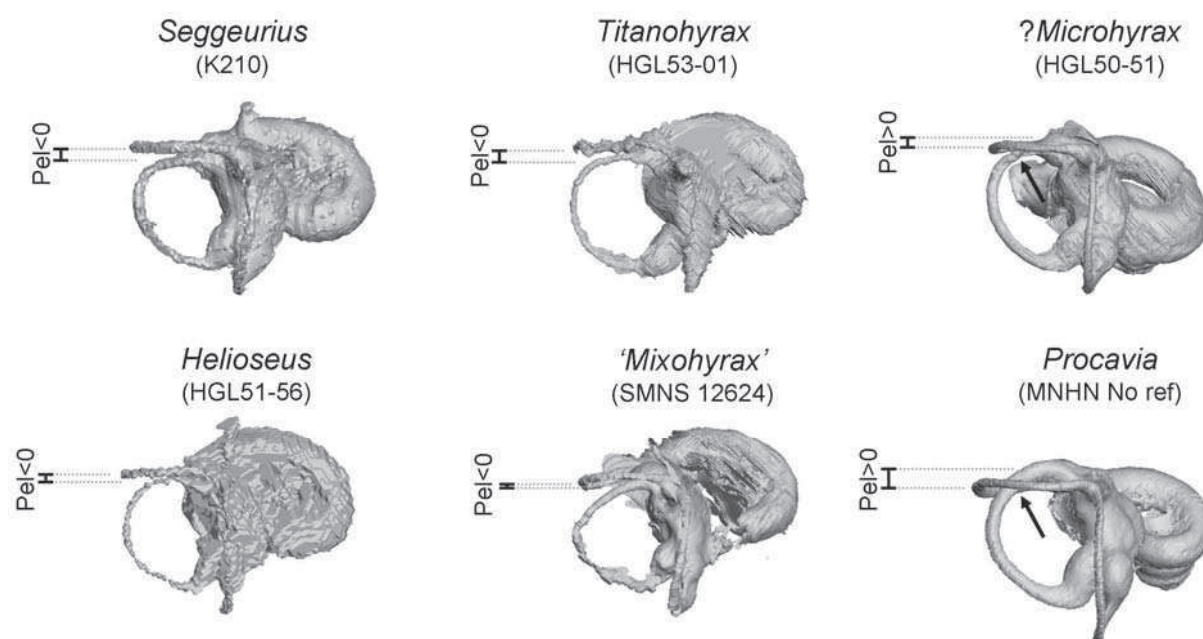 Seggeurius
(K210)
Pel<0
Titanohyrax
(HGL53-01)
Pel<0
?Microhyrax
(HGL50-51)
Pel>0
Helioseus
(HGL51-56)
Pel<0
'Mixohyrax'
(SMNS 12624)
Pel<0
Procavia
(MNHN No ref)
Pel>0